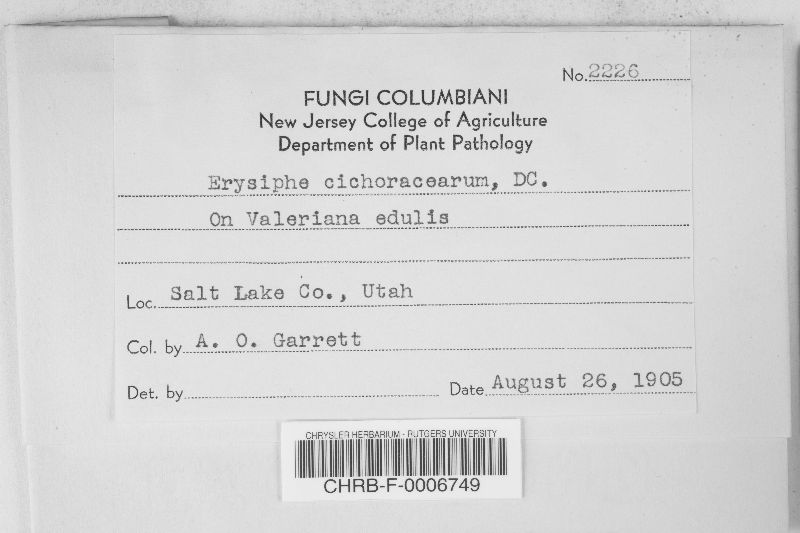 No. 2226
FUNGI COLUMBIANI
New Jersey College of Agriculture
Department of Plant Pathology
Erysiphe cichoracearum, DC.
On Valeriana edulis
Loc. Salt Lake Co., Utah
Col. by A. O. Garrett
Det. by
Date August 26, 1905
CHRYSLER HERBARIUM - RUTGERS UNIVERSITY
CHRB-F-0006749